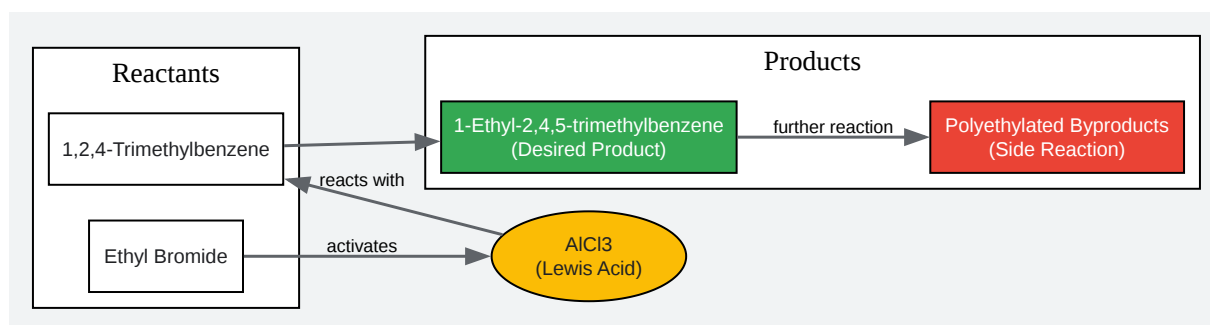 Reactants
Products
1,2,4-Trimethylbenzene
1-Ethyl-2,4,5-trimethylbenzene
(Desired Product)
further reaction
Polyethylated Byproducts
(Side Reaction)
reacts with
Ethyl Bromide
activates
AlCl3
(Lewis Acid)